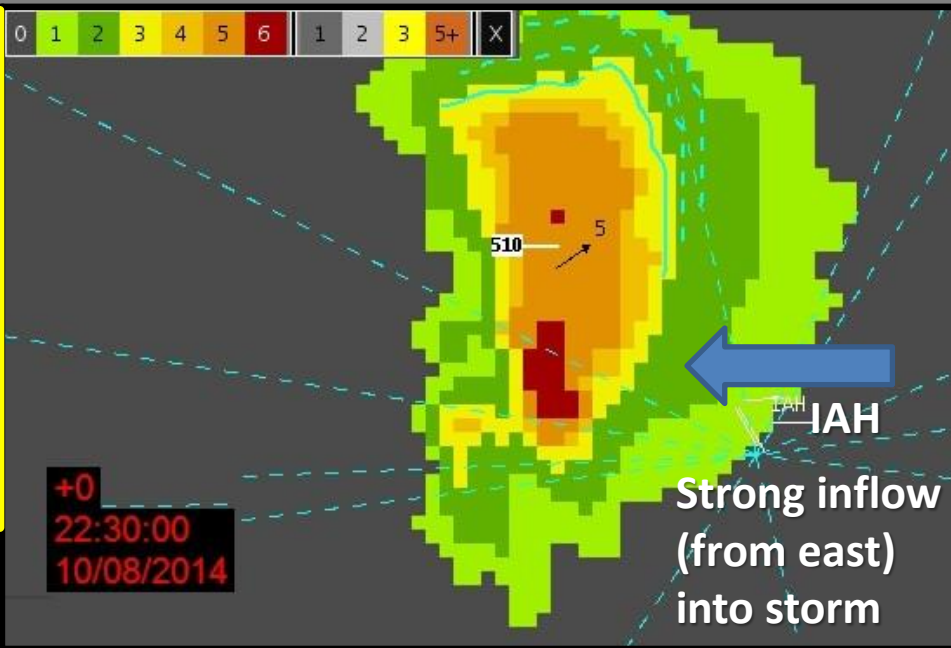 0 1 2 3 4 5 6 1 2 3 5+ X
5
510
IAH
IAH
Strong inflow
(from east)
into storm
+0
22:30:00
10/08/2014